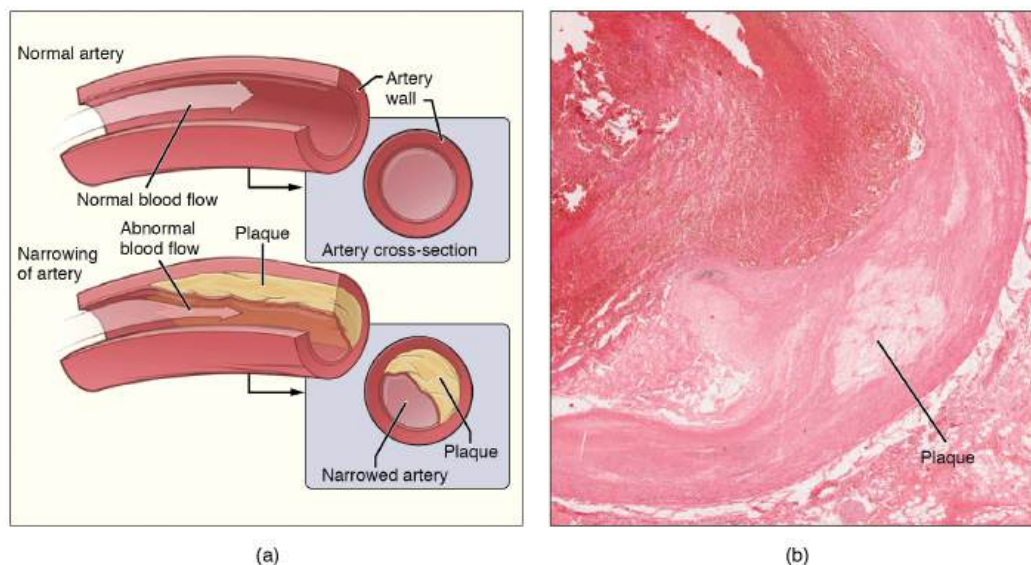 Normal artery
Artery
wall
Normal blood flow
Artery cross-section
Abnormal
blood flow
Plaque
Narrowing
of artery
Plaque
Narrowed artery
Plaque
(a)
(b)